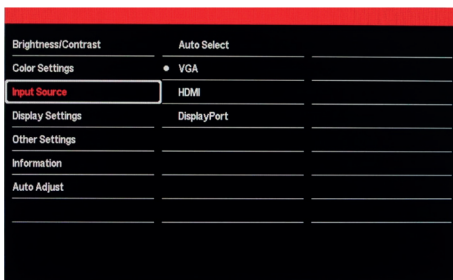 Brightness/Contrast
Color Settings
Input Source
Display Settings
Other Settings
Information
Auto Adjust
Auto Select
VGA
HDMI
DisplayPort